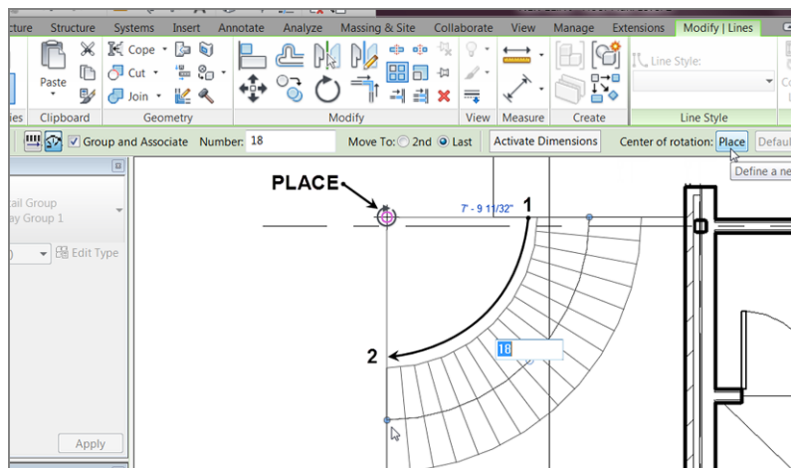 cture Structure Systems Insert Annotate Analyze Massing & Site Collaborate View Manage Extensions Modify | Lines
Paste Cope Cut Join Line Style:
ies Clipboard Geometry Modify View Measure Create Line Style
Group and Associate Number: 18 Move To: 2nd Last Activate Dimensions Center of rotation: Place Defaul
Define a ne
PLACE
7' - 9 11/32" 1
tail Group
ay Group 1
Edit Type
18
2
Apply